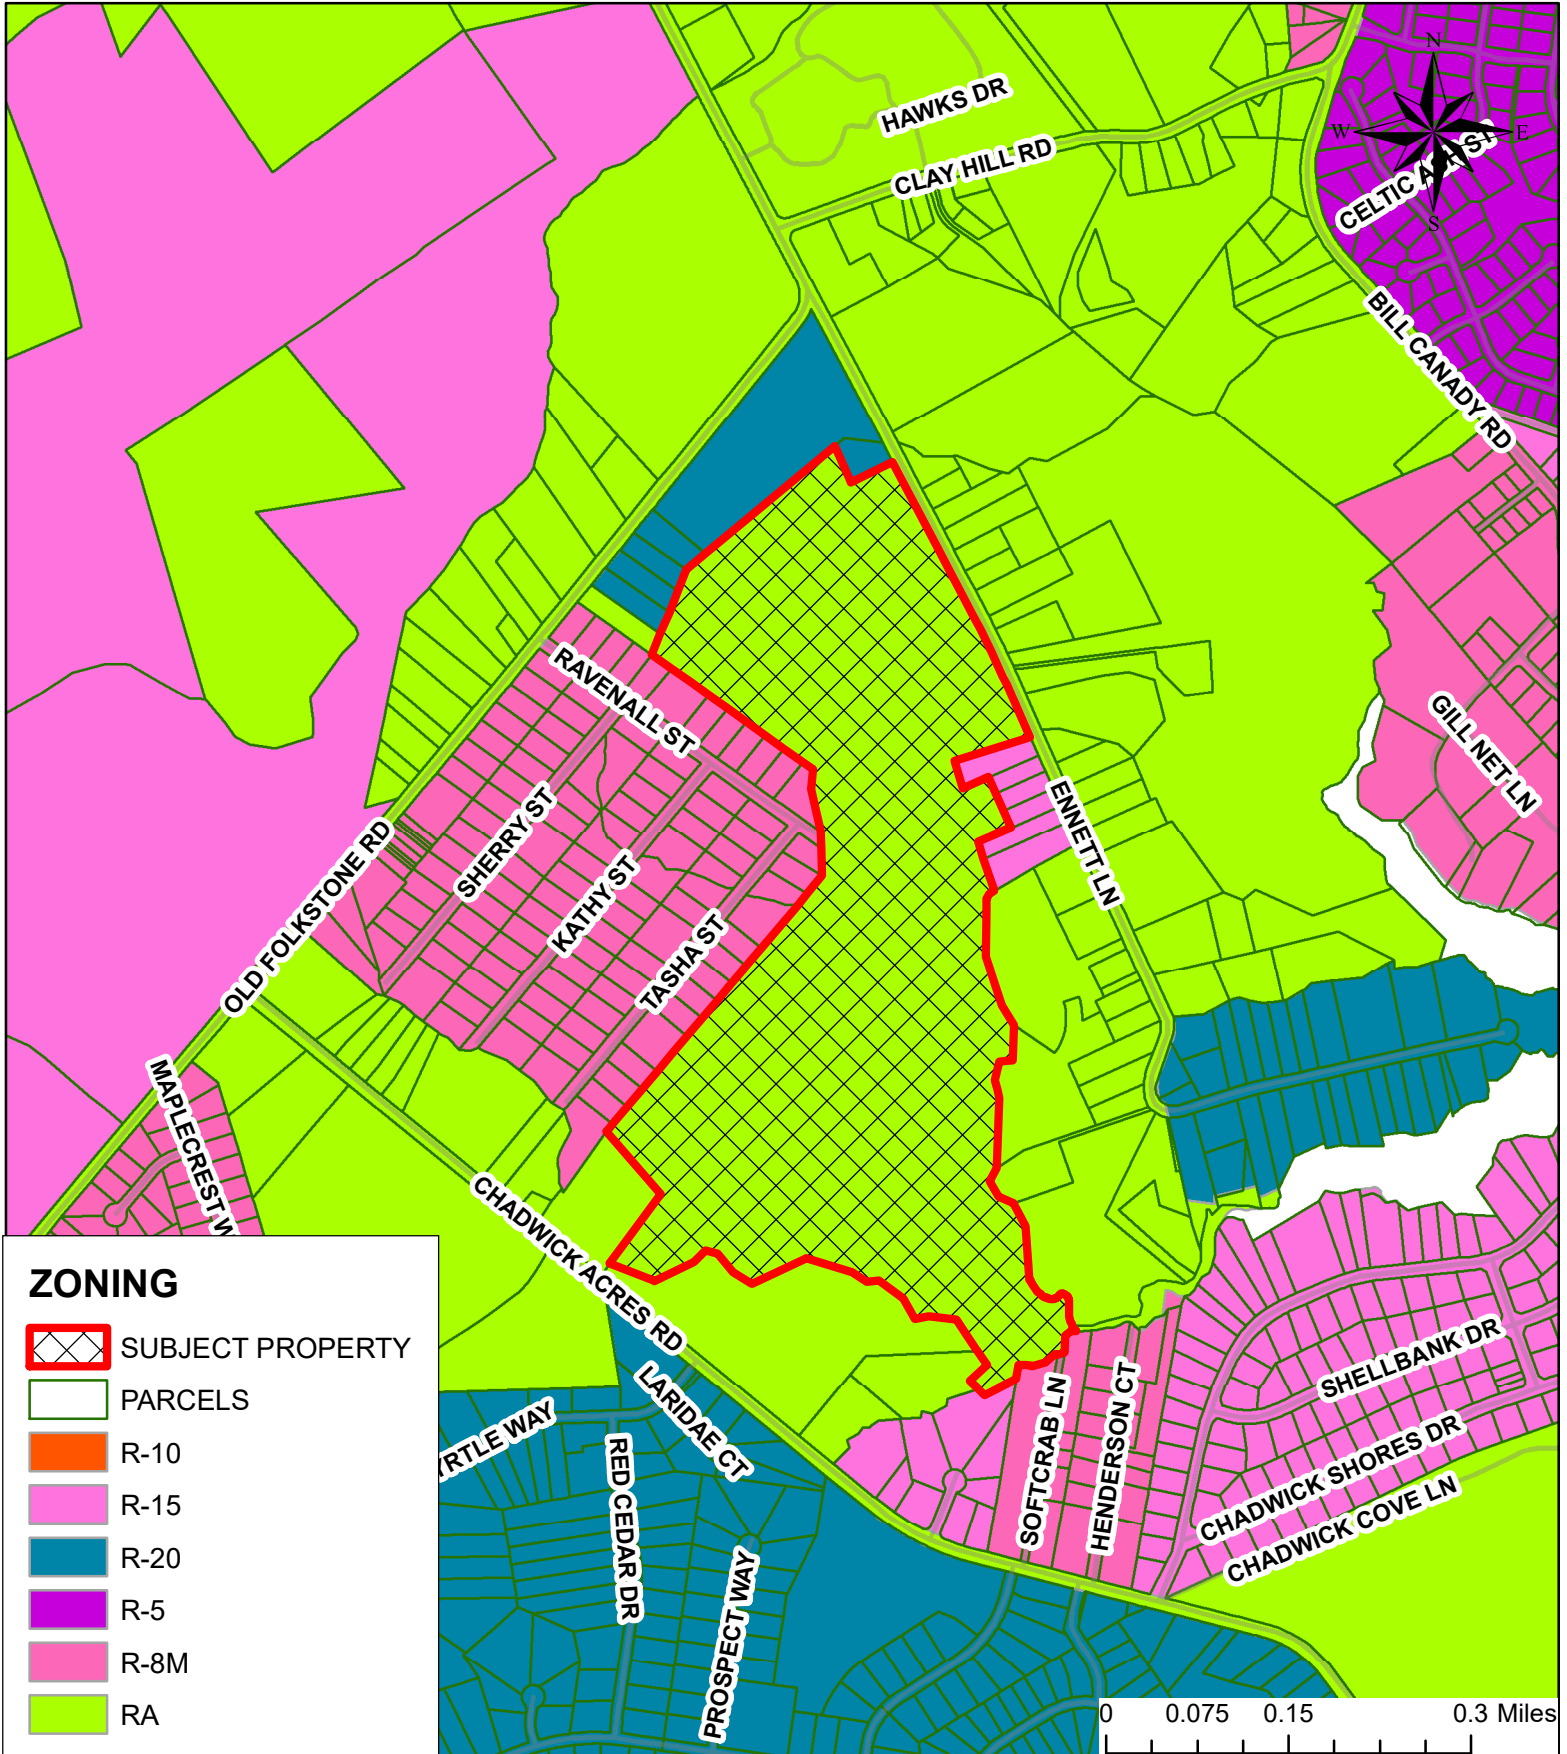 N
HAWKS DR
W
E
CLAY HILL RD
CELTIC ASH ST
S
BILL CANADY RD
RAVENALL ST
GILL NET LN
SHERRY ST
ENNETT LN
KATHY ST
OLD FOLKSTONE RD
TASHA ST
MAPLECREST W
CHADWICK ACRES RD
SHELLBANK DR
LARIDAE CT
RTLE WAY
RED CEDAR DR
SOFTCRAB LN
HENDERSON CT
CHADWICK SHORES DR
CHADWICK COVE LN
PROSPECT WAY
ZONING
SUBJECT PROPERTY
PARCELS
R-10
R-15
R-20
R-5
R-8M
RA
0 0.075 0.15 0.3 Miles